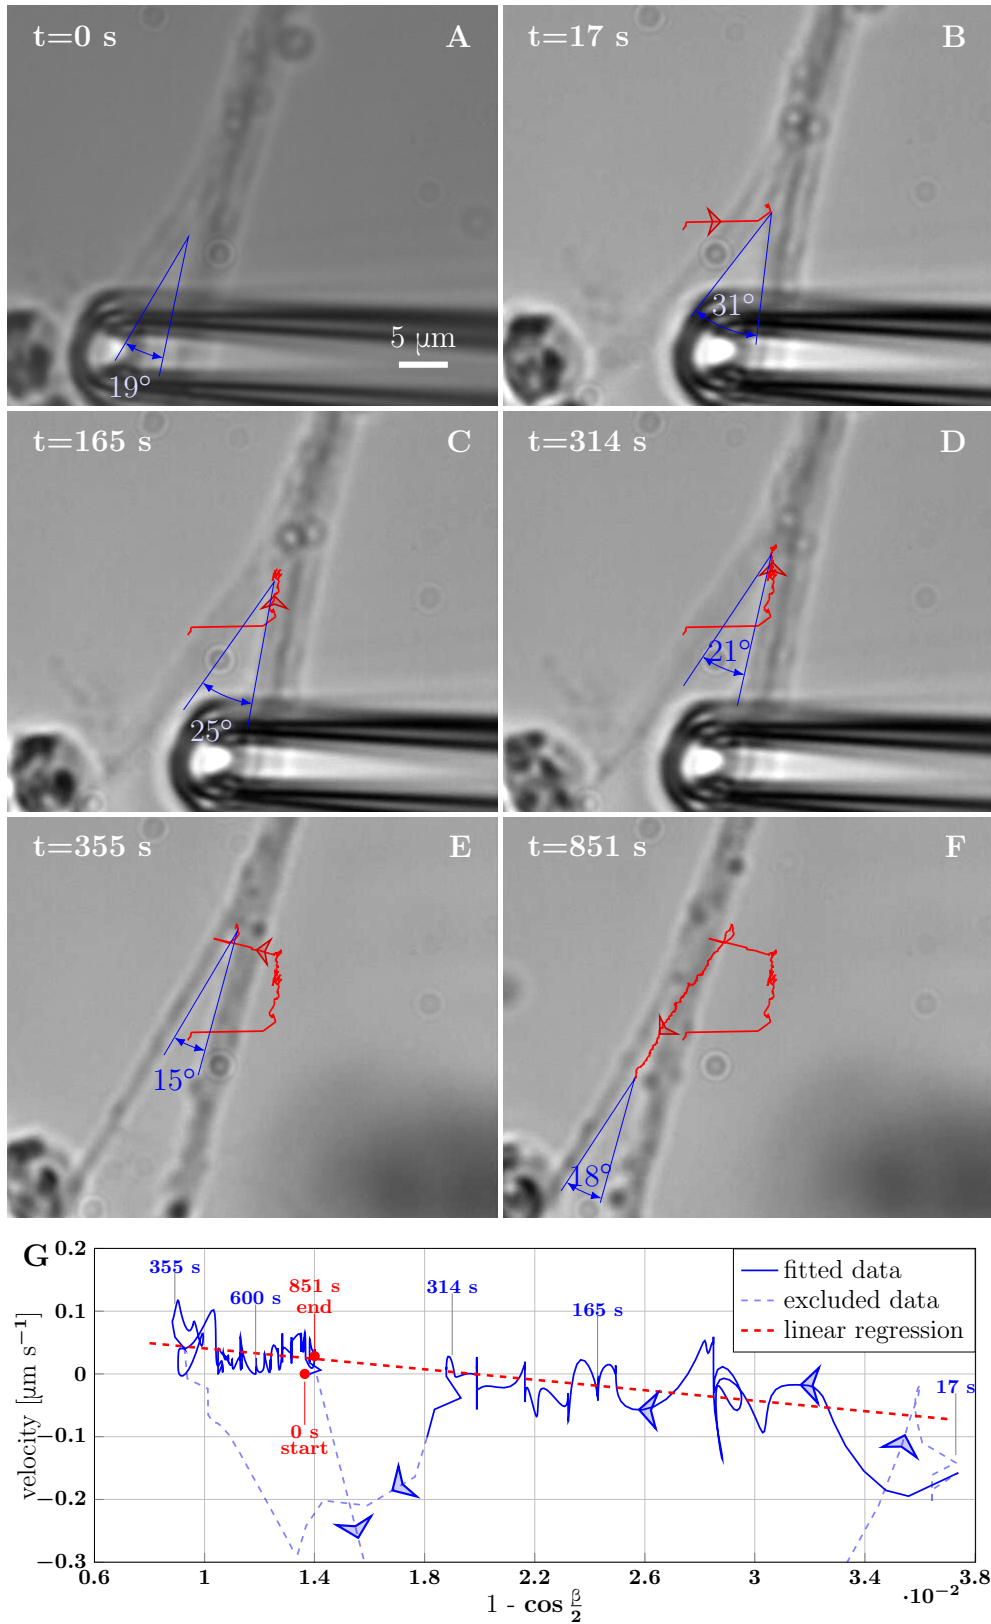 t=0 s
A
19°
5 μm
t=17 s
B
31°
t=165 s
C
25°
t=314 s
D
21°
t=355 s
E
15°
t=851 s
F
18°
G
velocity [μm s⁻¹]
0.2
0.1
0
−0.1
−0.2
−0.3
355 s
600 s
851 s
end
0 s
start
314 s
165 s
17 s
fitted data
excluded data
linear regression
0.6
1
1.4
1.8
2.2
2.6
3
3.4
3.8
·10⁻²
1 - cos β/2